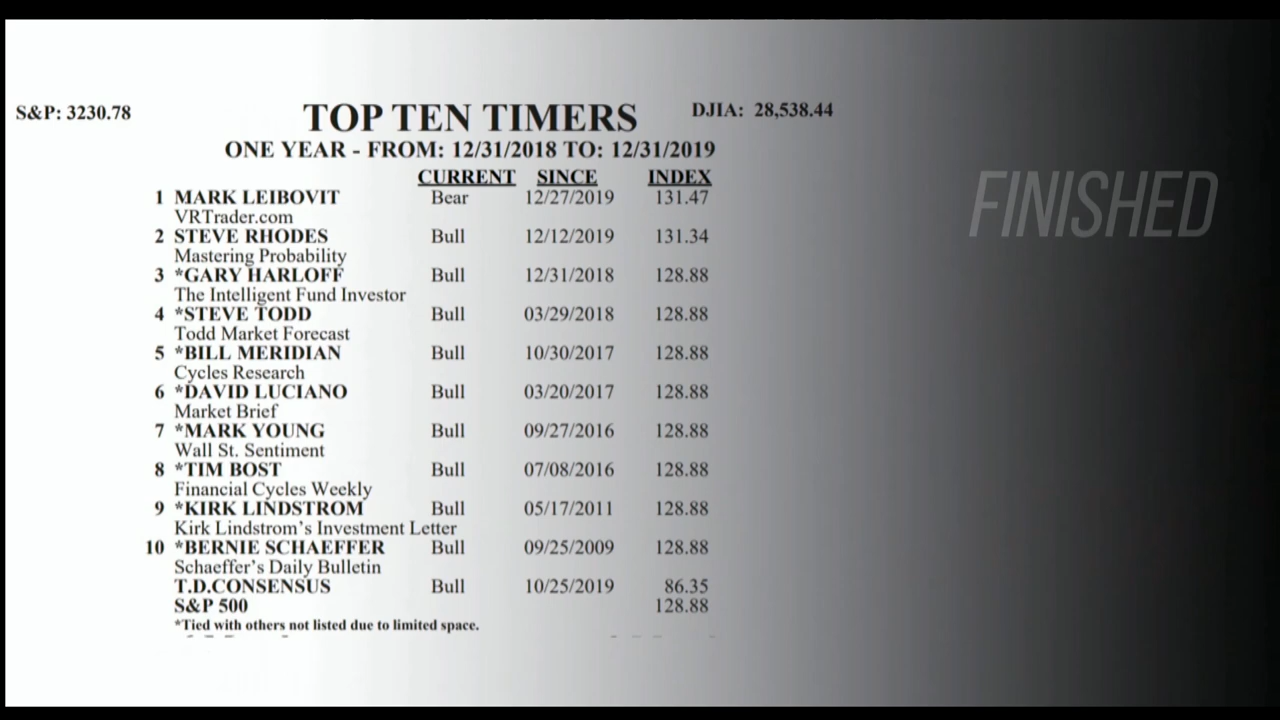 S&P: 3230.78
TOP TEN TIMERS
DJIA: 28,538.44
ONE YEAR - FROM: 12/31/2018 TO: 12/31/2019
CURRENT SINCE INDEX
1 MARK LEIBOVIT Bear 12/27/2019 131.47
VRTrader.com
2 STEVE RHODES Bull 12/12/2019 131.34
Mastering Probability
3 *GARY HARLOFF Bull 12/31/2018 128.88
The Intelligent Fund Investor
4 *STEVE TODD Bull 03/29/2018 128.88
Todd Market Forecast
5 *BILL MERIDIAN Bull 10/30/2017 128.88
Cycles Research
6 *DAVID LUCIANO Bull 03/20/2017 128.88
Market Brief
7 *MARK YOUNG Bull 09/27/2016 128.88
Wall St. Sentiment
8 *TIM BOST Bull 07/08/2016 128.88
Financial Cycles Weekly
9 *KIRK LINDSTROM Bull 05/17/2011 128.88
Kirk Lindstrom's Investment Letter
10 *BERNIE SCHAEFFER Bull 09/25/2009 128.88
Schaeffer's Daily Bulletin
T.D.CONSENSUS Bull 10/25/2019 86.35
S&P 500 128.88
*Tied with others not listed due to limited space.
FINISHED